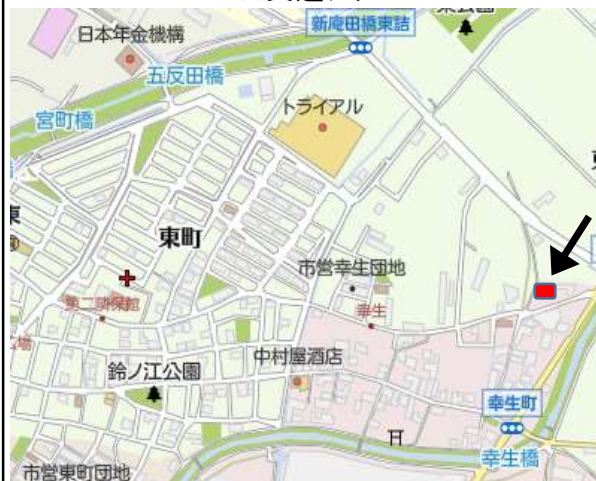 新庵田橋東詰
日本年金機構
五反田橋
トライアル
宮町橋
東
東町
市営幸生団地
幸生
鈴ノ江公園
中村屋酒店
幸生町
幸生橋
市営東町団地